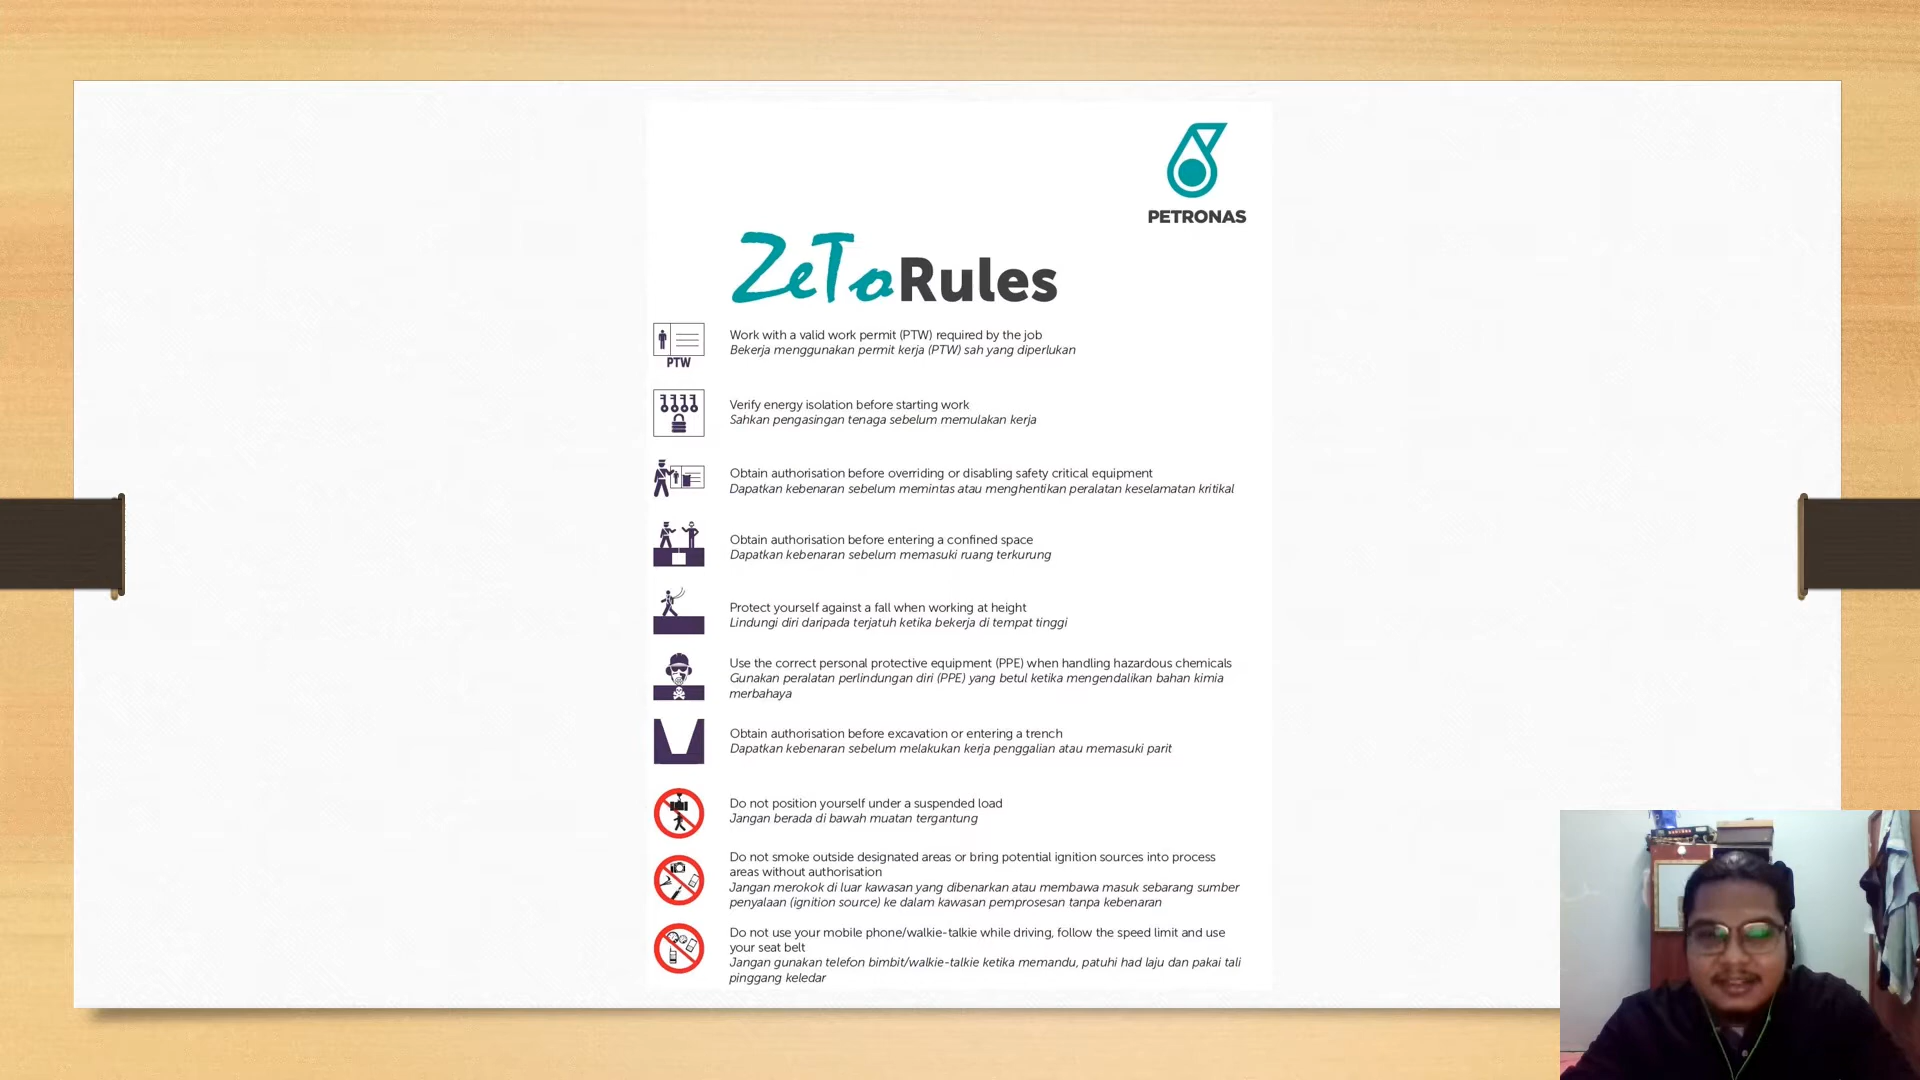 PETRONAS
ZeToRules
PTW
Work with a valid work permit (PTW) required by the job
Bekerja menggunakan permit kerja (PTW) sah yang diperlukan
Verify energy isolation before starting work
Sahkan pengasingan tenaga sebelum memulakan kerja
Obtain authorisation before overriding or disabling safety critical equipment
Dapatkan kebenaran sebelum memintas atau menghentikan peralatan keselamatan kritikal
Obtain authorisation before entering a confined space
Dapatkan kebenaran sebelum memasuki ruang terkurung
Protect yourself against a fall when working at height
Lindungi diri daripada terjatuh ketika bekerja di tempat tinggi
Use the correct personal protective equipment (PPE) when handling hazardous chemicals
Gunakan peralatan perlindungan diri (PPE) yang betul ketika mengendalikan bahan kimia
merbahaya
Obtain authorisation before excavation or entering a trench
Dapatkan kebenaran sebelum melakukan kerja penggalian atau memasuki parit
Do not position yourself under a suspended load
Jangan berada di bawah muatan tergantung
Do not smoke outside designated areas or bring potential ignition sources into process
areas without authorisation
Jangan merokok di luar kawasan yang dibenarkan atau membawa masuk sebarang sumber
penyalaan (ignition source) ke dalam kawasan pemprosesan tanpa kebenaran
Do not use your mobile phone/walkie-talkie while driving, follow the speed limit and use
your seat belt
Jangan gunakan telefon bimbit/walkie-talkie ketika memandu, patuhi had laju dan pakai tali
pinggang keledar